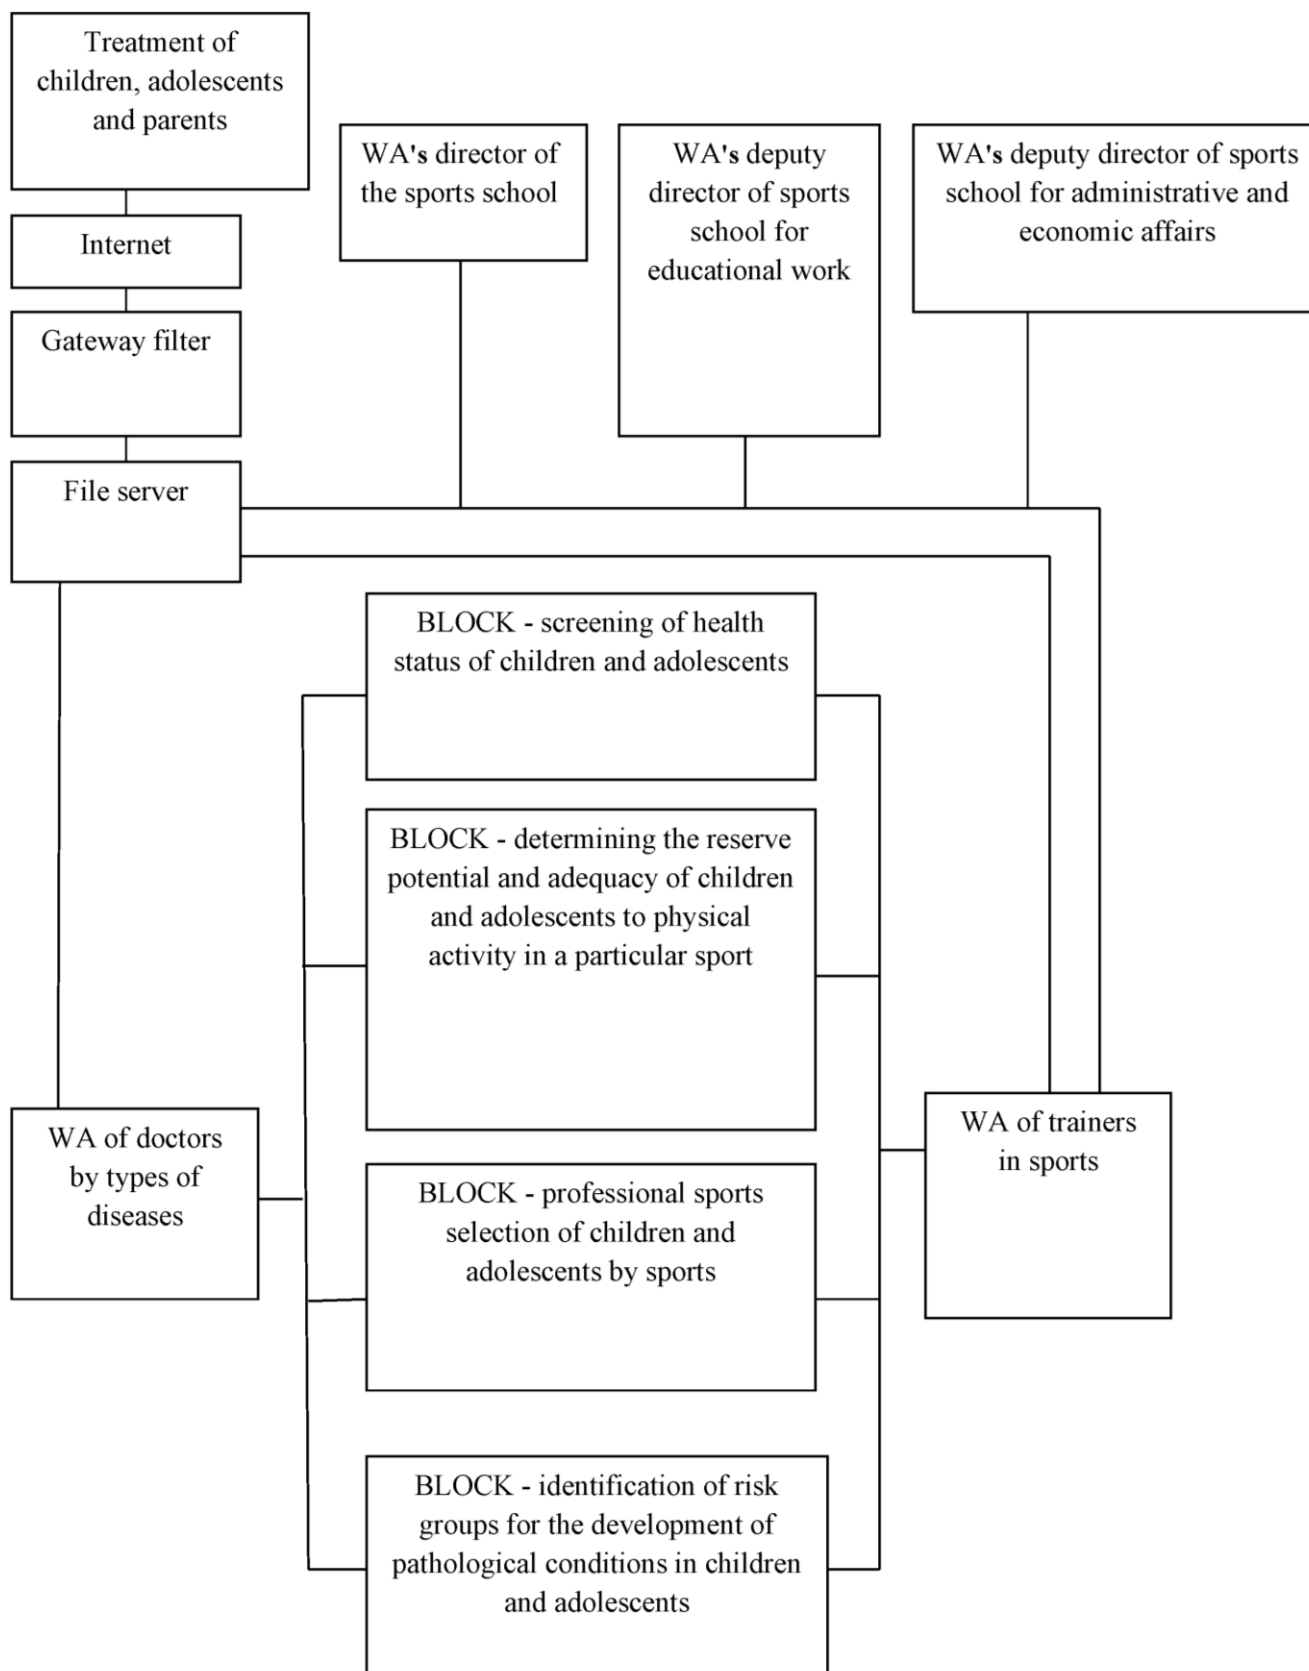 Treatment of
children, adolescents
and parents
WA's director of
the sports school
WA's deputy
director of sports
school for
educational work
WA's deputy director of sports
school for administrative and
economic affairs
Internet
Gateway filter
File server
BLOCK - screening of health
status of children and adolescents
BLOCK - determining the reserve
potential and adequacy of children
and adolescents to physical
activity in a particular sport
WA of doctors
by types of
diseases
WA of trainers
in sports
BLOCK - professional sports
selection of children and
adolescents by sports
BLOCK - identification of risk
groups for the development of
pathological conditions in children
and adolescents